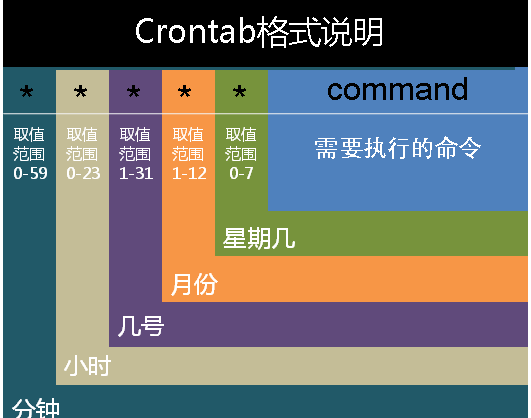 Crontab格式说明
* * * * * command
取值 取值 取值 取值 取值
范围 范围 范围 范围 范围
0-59 0-23 1-31 1-12 0-7
需要执行的命令
星期几
月份
几号
小时
分钟